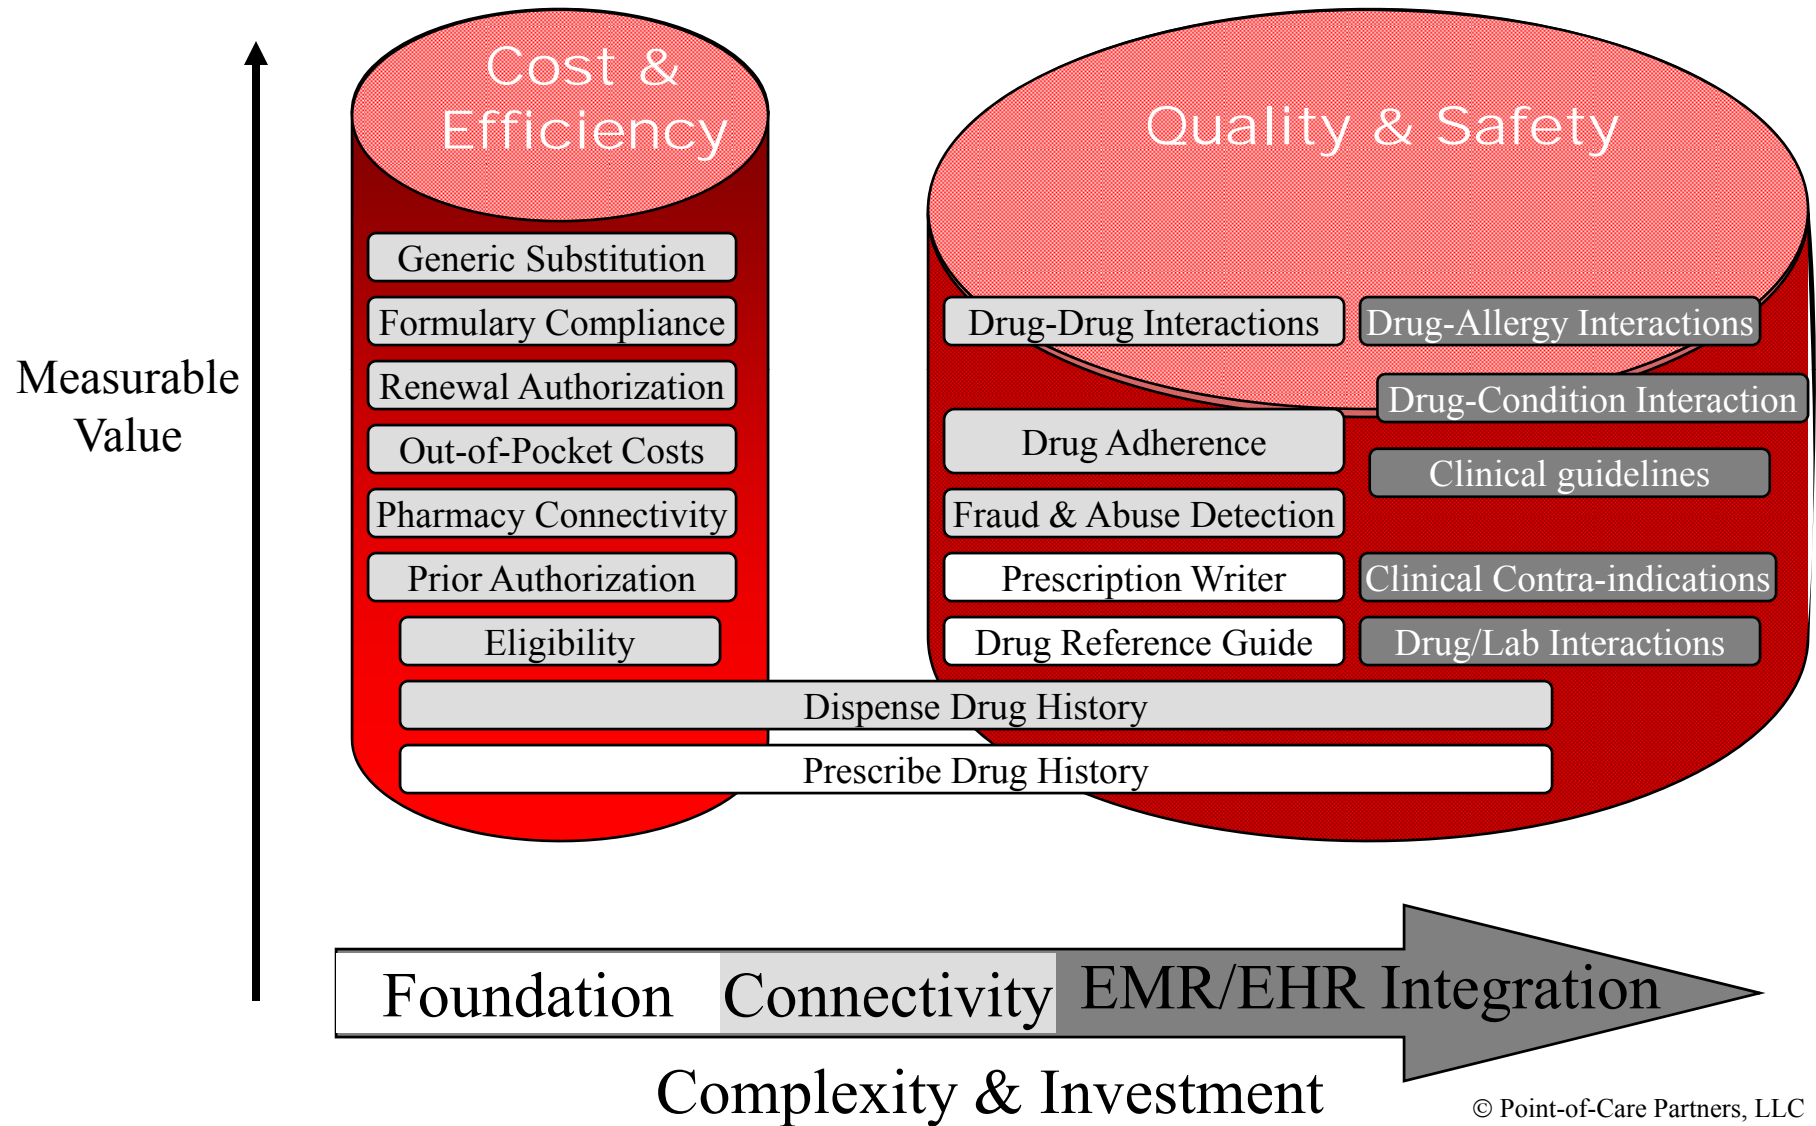 Cost &
Efficiency
Quality & Safety
Measurable
Value
Generic Substitution
Formulary Compliance
Renewal Authorization
Out-of-Pocket Costs
Pharmacy Connectivity
Prior Authorization
Eligibility
Drug-Drug Interactions
Drug Adherence
Fraud & Abuse Detection
Prescription Writer
Drug Reference Guide
Drug-Allergy Interactions
Drug-Condition Interaction
Clinical guidelines
Clinical Contra-indications
Drug/Lab Interactions
Dispense Drug History
Prescribe Drug History
Foundation
Connectivity
EMR/EHR Integration
Complexity & Investment
© Point-of-Care Partners, LLC